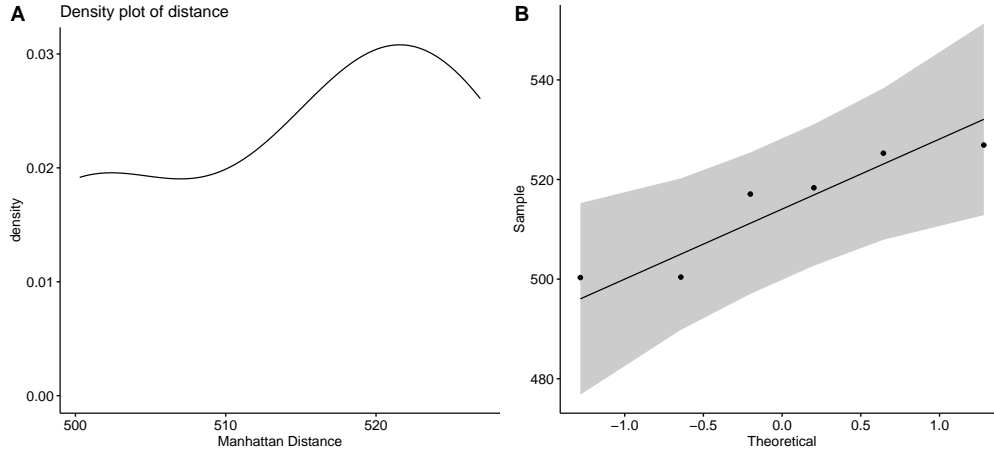 A
Density plot of distance
0.03
0.02
0.01
0.00
density
500
510
520
Manhattan Distance
B
540
520
500
480
Sample
−1.0
−0.5
0.0
0.5
1.0
Theoretical